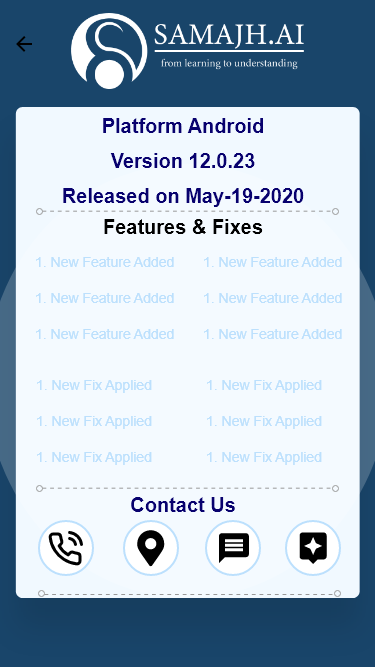 SAMAJH.AI
from learning to understanding
Platform Android
Version 12.0.23
Released on May-19-2020
Features & Fixes
1. New Feature Added 1. New Feature Added
1. New Feature Added 1. New Feature Added
1. New Feature Added 1. New Feature Added
1. New Fix Applied 1. New Fix Applied
1. New Fix Applied 1. New Fix Applied
1. New Fix Applied 1. New Fix Applied
Contact Us